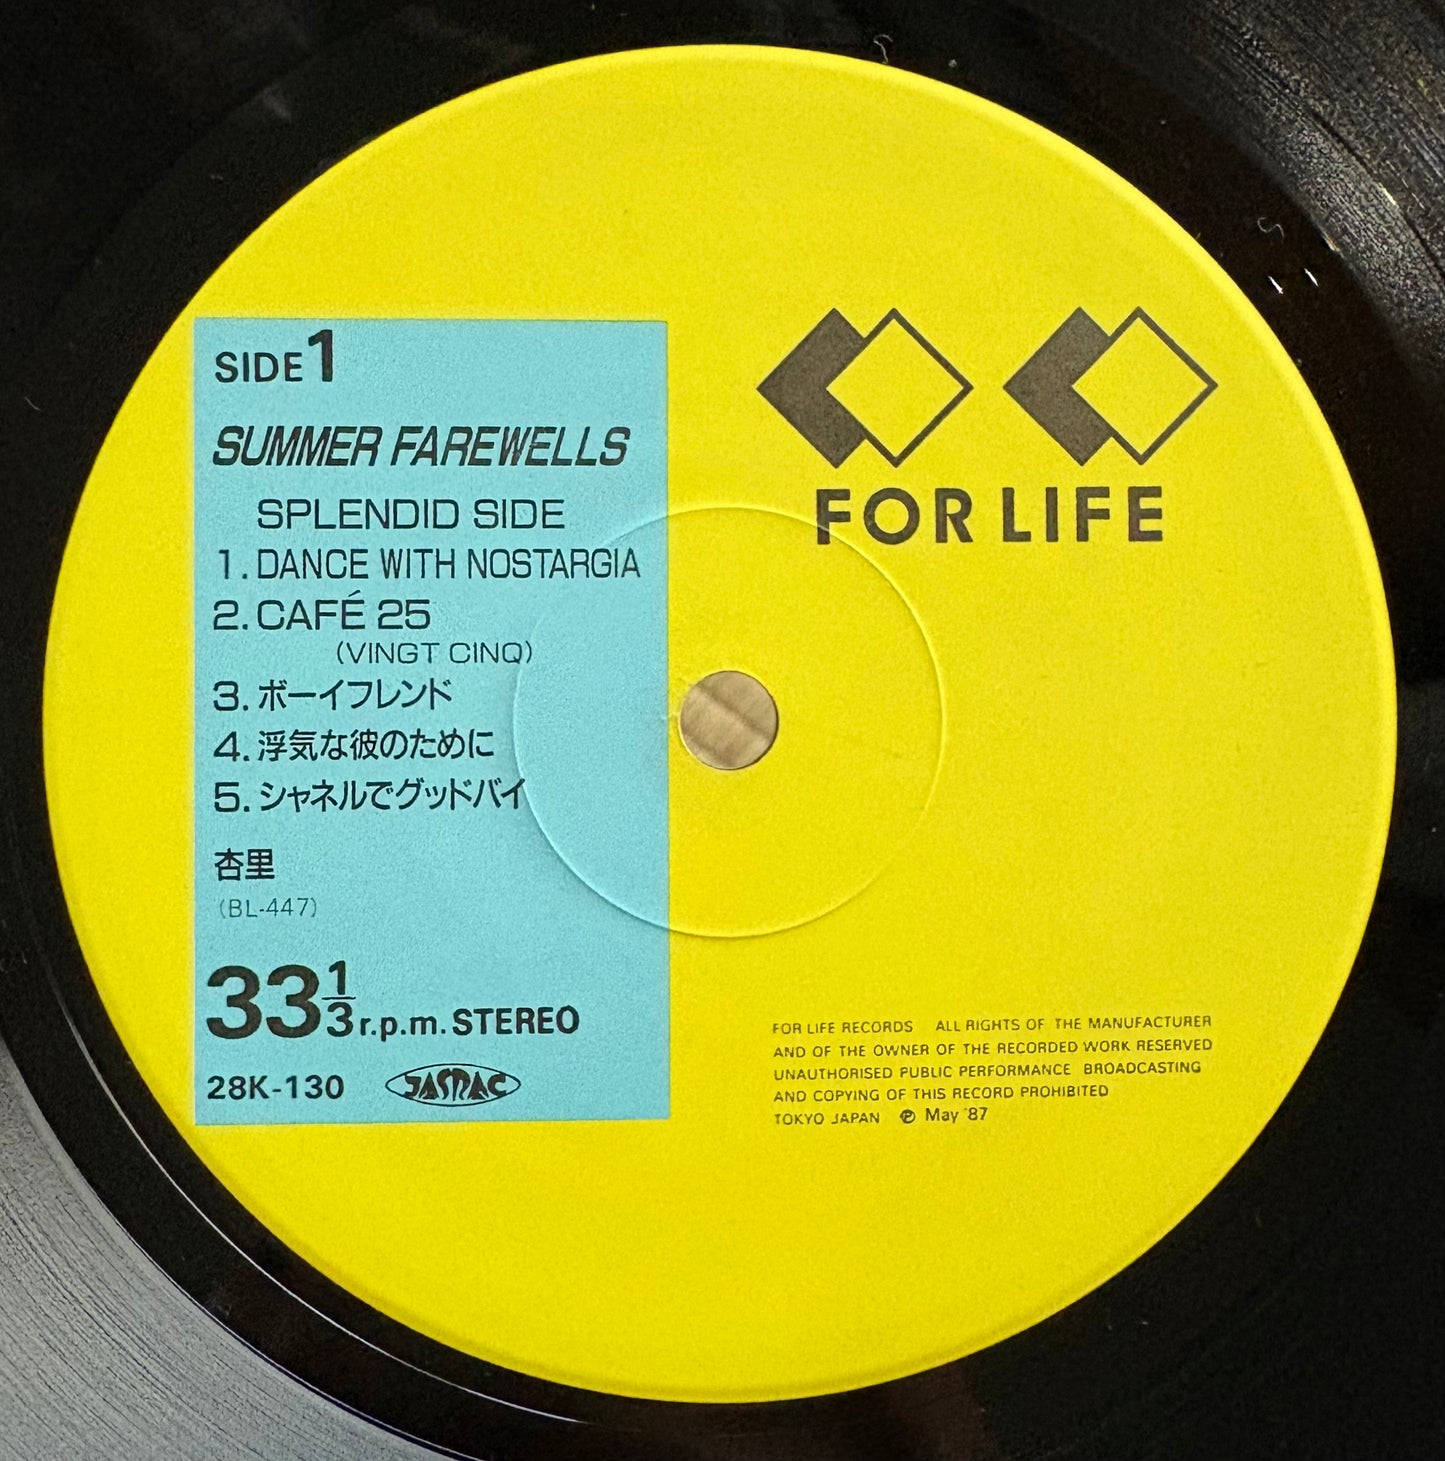 SIDE 1
SUMMER FAREWELLS
SPLENDID SIDE
1. DANCE WITH NOSTARGIA
2. CAFÉ 25
(VINGT CINQ)
3. ボーイフレンド
4. 浮気な彼のために
5. シャネルでグッドバイ
杏里
(BL-447)
33 1/3 r.p.m. STEREO
28K-130 JASRAC
FOR LIFE
FOR LIFE RECORDS ALL RIGHTS OF THE MANUFACTURER
AND OF THE OWNER OF THE RECORDED WORK RESERVED
UNAUTHORISED PUBLIC PERFORMANCE BROADCASTING
AND COPYING OF THIS RECORD PROHIBITED
TOKYO JAPAN ℗ May '87